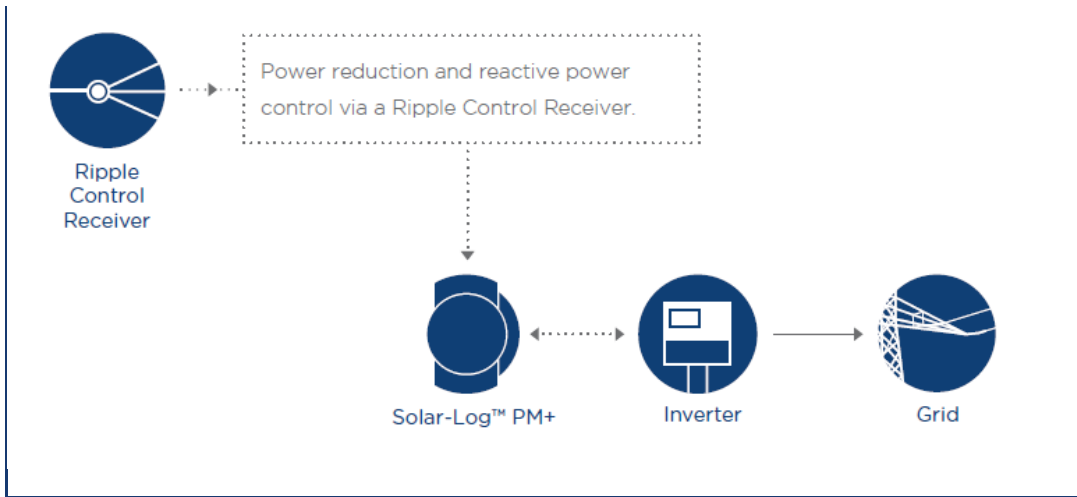 Power reduction and reactive power
control via a Ripple Control Receiver.
Ripple
Control
Receiver
Solar-Log™ PM+
Inverter
Grid